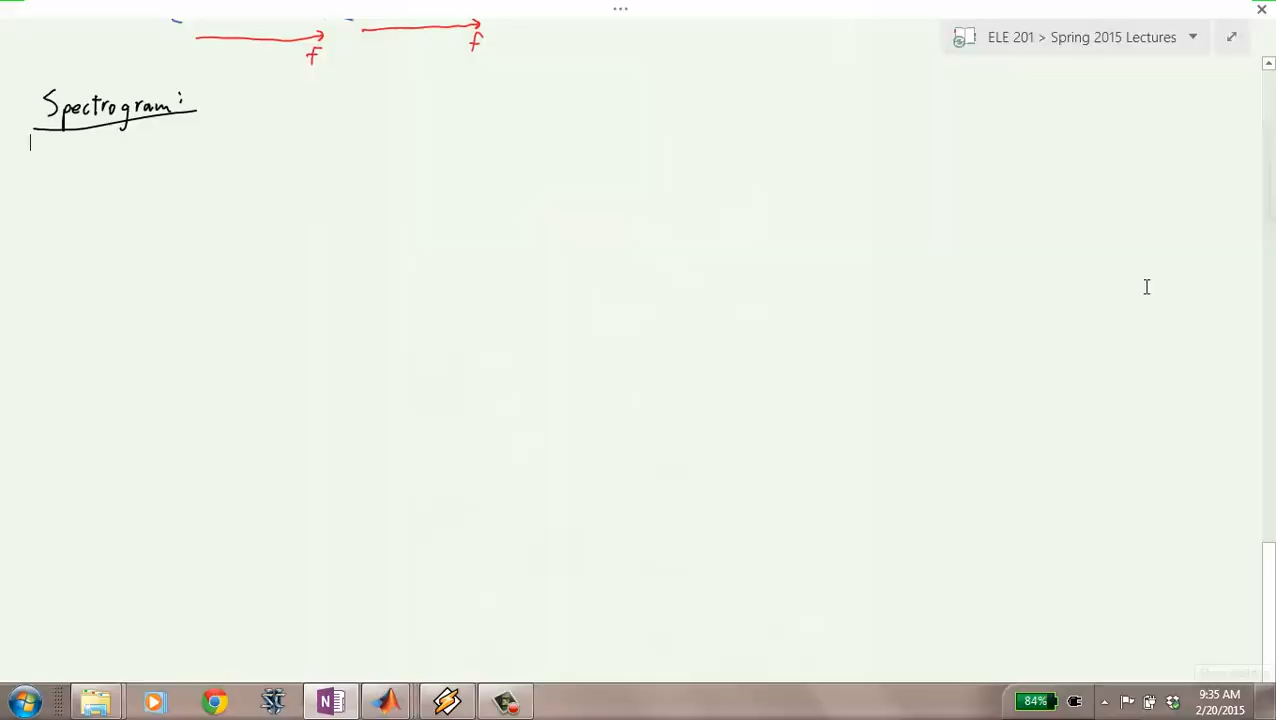 f f
ELE 201 > Spring 2015 Lectures
Spectrogram:
84%
9:35 AM
2/20/2015